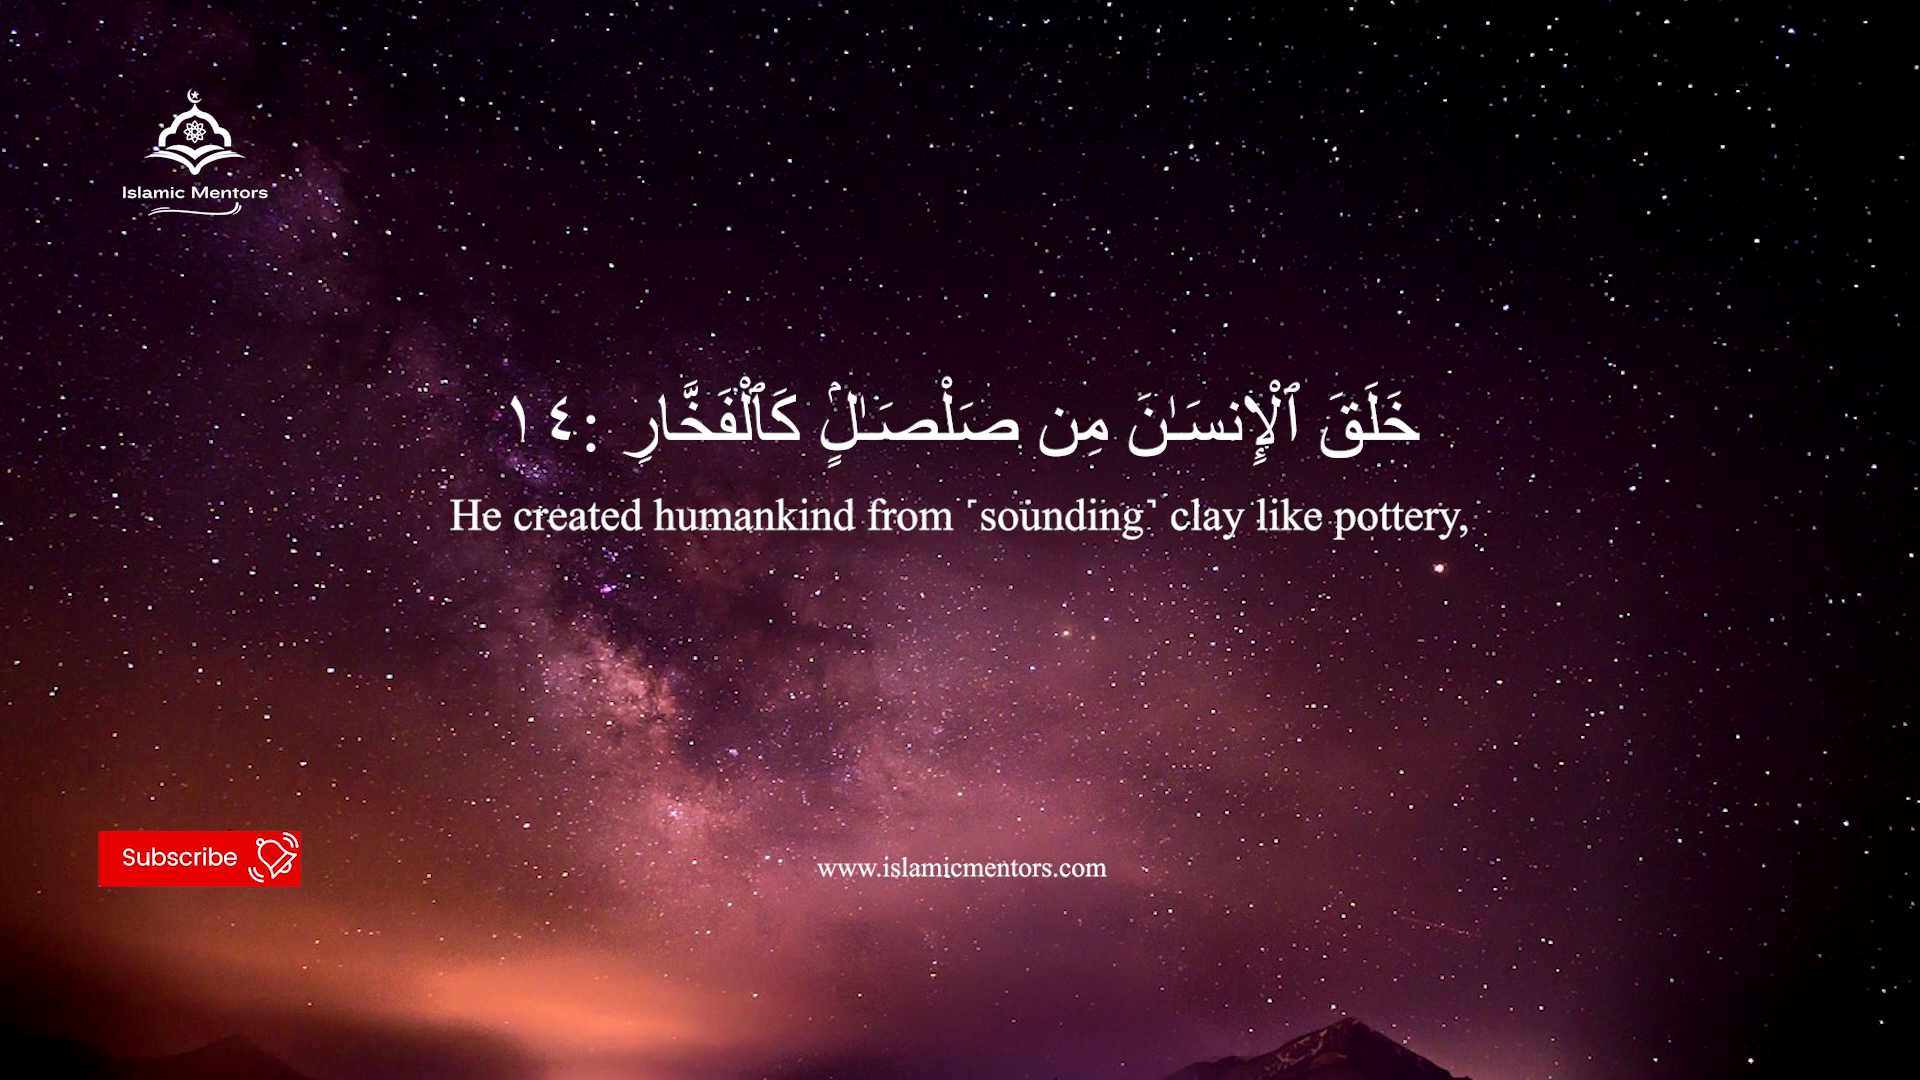 Islamic Mentors
خَلَقَ ٱلْإِنسَـٰنَ مِن صَلْصَـٰلٍۢ كَٱلْفَخَّارِ :١٤
He created humankind from ˹sounding˺ clay like pottery,
Subscribe
www.islamicmentors.com